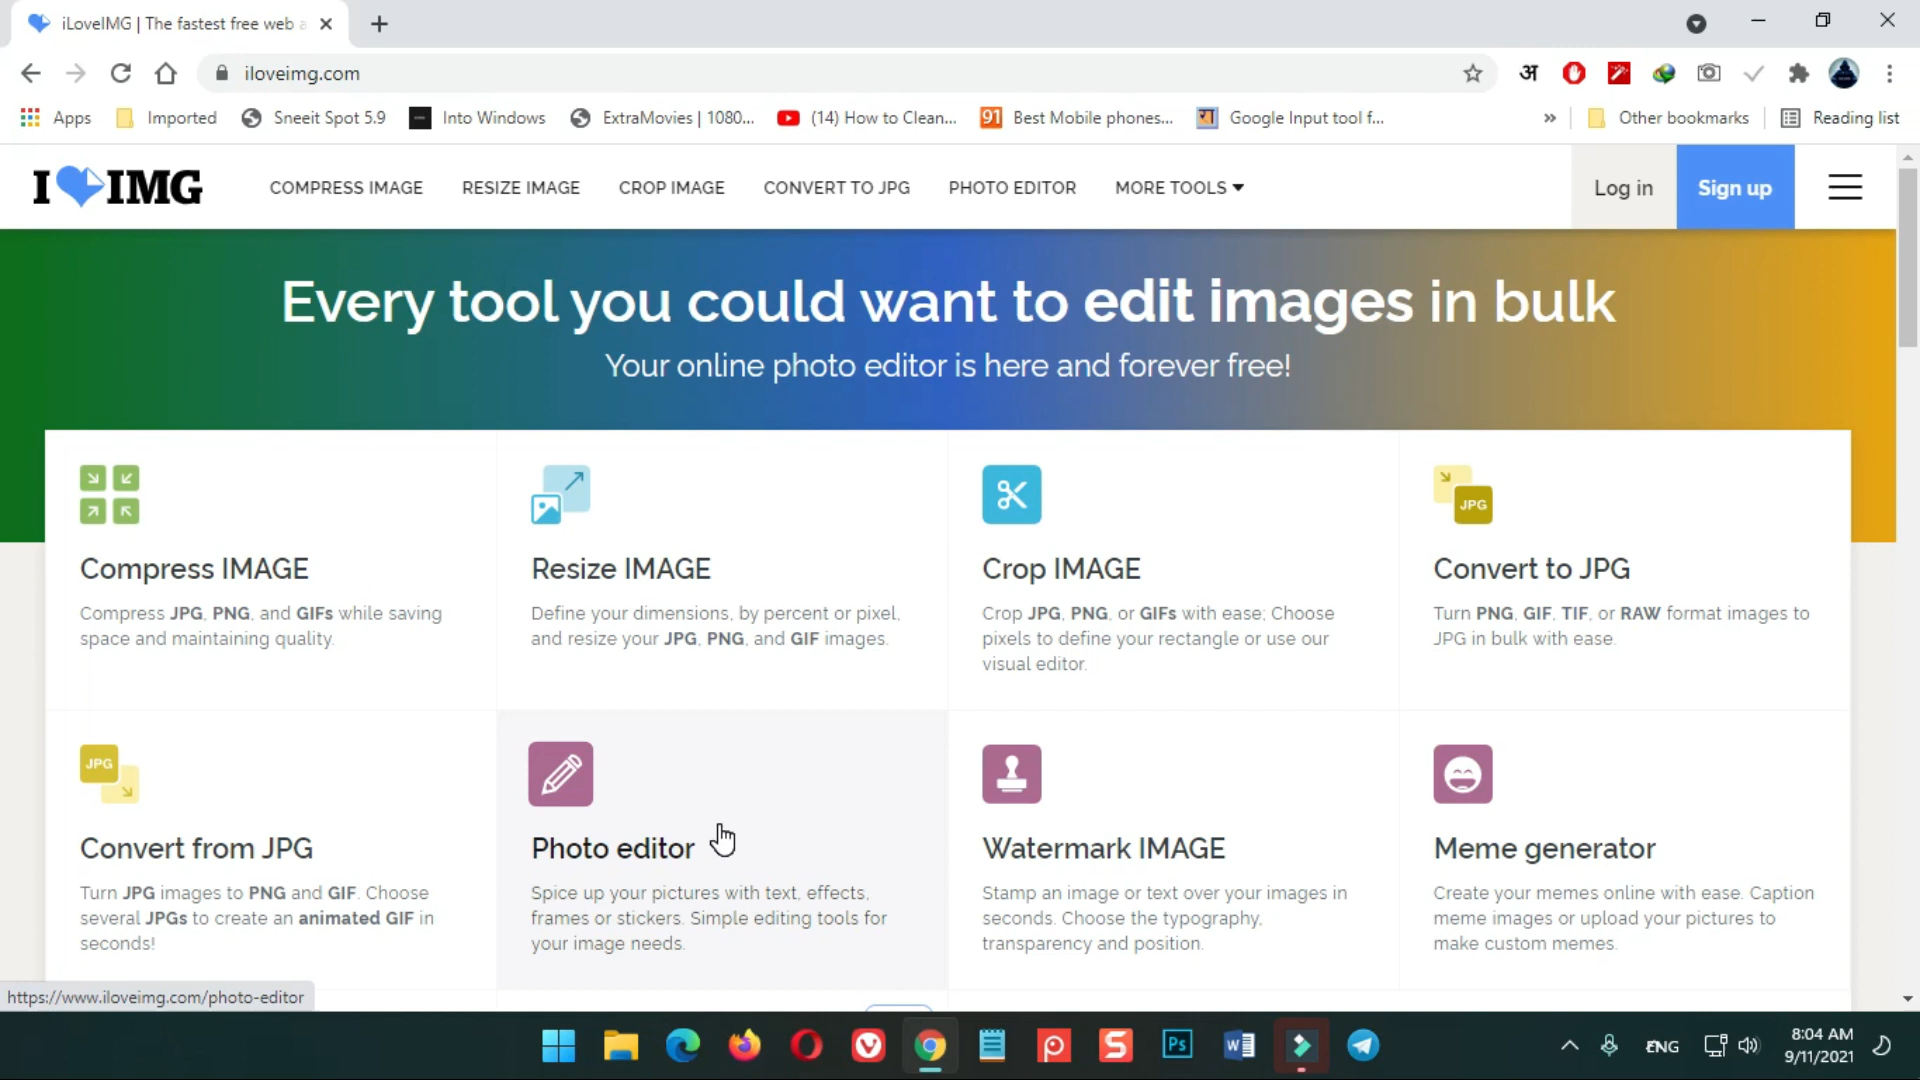 iLoveIMG | The fastest free web a
iloveimg.com
अ
Apps
Imported
Sneeit Spot 5.9
Into Windows
ExtraMovies | 1080...
(14) How to Clean...
91
Best Mobile phones...
Google Input tool f...
»
Other bookmarks
Reading list
I IMG
COMPRESS IMAGE
RESIZE IMAGE
CROP IMAGE
CONVERT TO JPG
PHOTO EDITOR
MORE TOOLS
Log in
Sign up
Every tool you could want to edit images in bulk
Your online photo editor is here and forever free!
Compress IMAGE
Compress JPG, PNG, and GIFs while saving
space and maintaining quality.
Resize IMAGE
Define your dimensions, by percent or pixel,
and resize your JPG, PNG, and GIF images.
Crop IMAGE
Crop JPG, PNG, or GIFs with ease; Choose
pixels to define your rectangle or use our
visual editor.
JPG
Convert to JPG
Turn PNG, GIF, TIF, or RAW format images to
JPG in bulk with ease.
JPG
Convert from JPG
Turn JPG images to PNG and GIF. Choose
several JPGs to create an animated GIF in
seconds!
Photo editor
Spice up your pictures with text, effects,
frames or stickers. Simple editing tools for
your image needs.
Watermark IMAGE
Stamp an image or text over your images in
seconds. Choose the typography,
transparency and position.
Meme generator
Create your memes online with ease. Caption
meme images or upload your pictures to
make custom memes.
https://www.iloveimg.com/photo-editor
Ps
ENG
8:04 AM
9/11/2021